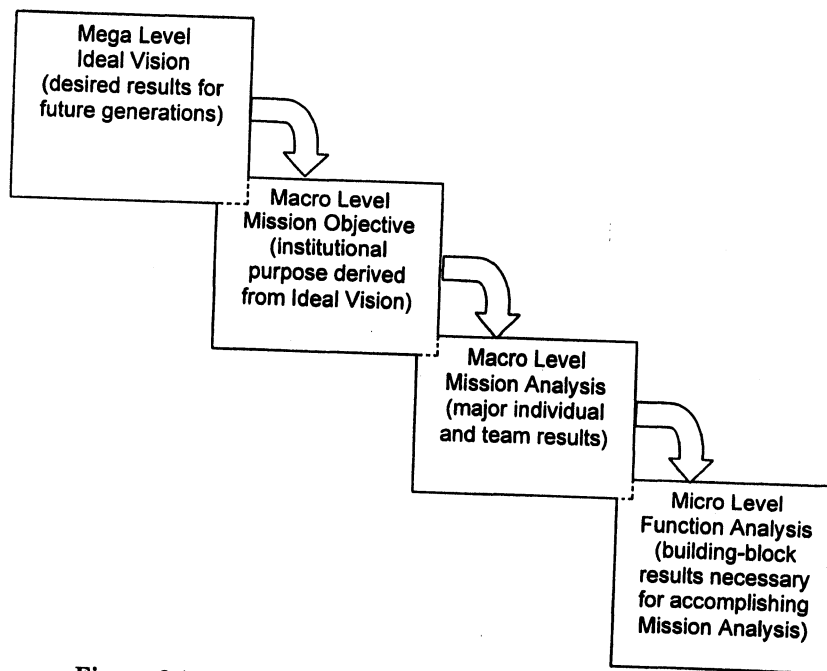 Mega Level
Ideal Vision
(desired results for
future generations)
Macro Level
Mission Objective
(institutional
purpose derived
from Ideal Vision)
Macro Level
Mission Analysis
(major individual
and team results)
Micro Level
Function Analysis
(building-block
results necessary
for accomplishing
Mission Analysis)
Figure